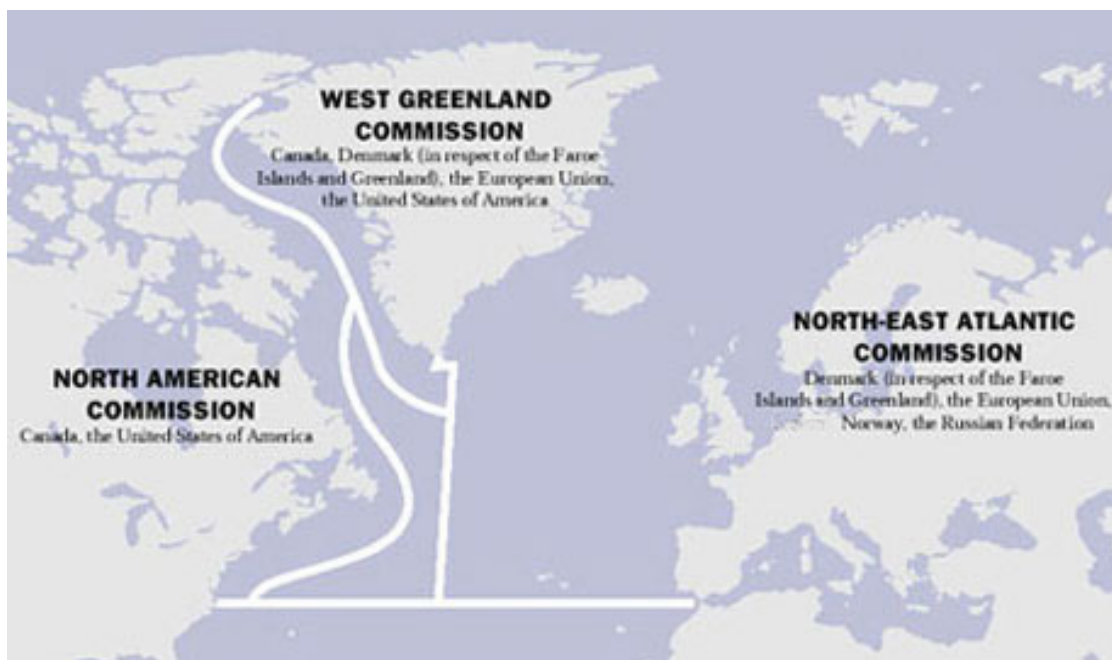 WEST GREENLAND
COMMISSION
Canada, Denmark (in respect of the Faroe
Islands and Greenland), the European Union,
the United States of America
NORTH-EAST ATLANTIC
COMMISSION
Denmark (in respect of the Faroe
Islands and Greenland), the European Union,
Norway, the Russian Federation
NORTH AMERICAN
COMMISSION
Canada, the United States of America